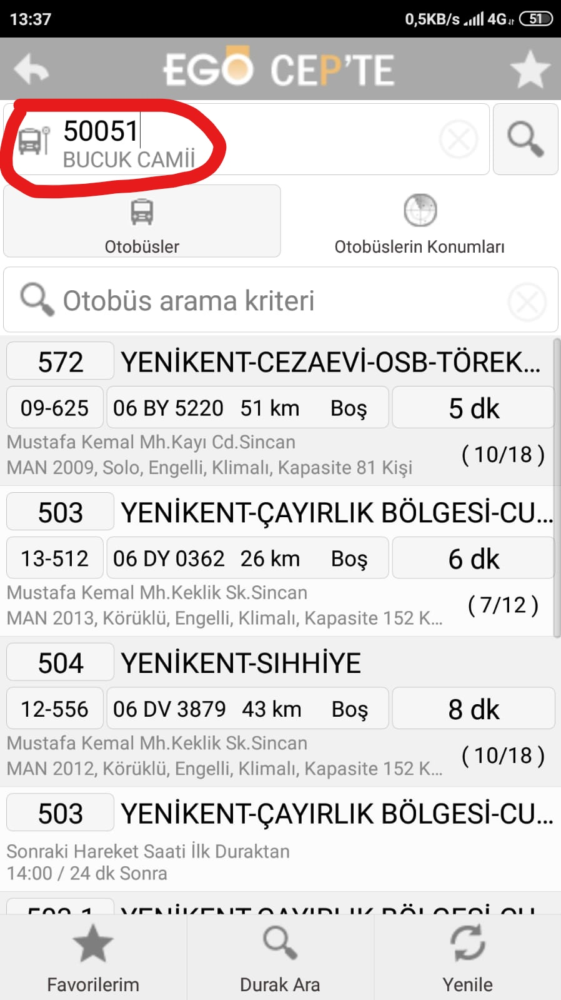 13:37 0,5KB/s 4G 51
EGO CEP'TE
50051
BUCUK CAMİİ
Otobüsler
Otobüslerin Konumları
Otobüs arama kriteri
572 YENİKENT-CEZAEVİ-OSB-TÖREK...
09-625 06 BY 5220 51 km Boş 5 dk
Mustafa Kemal Mh.Kayı Cd.Sincan
MAN 2009, Solo, Engelli, Klimalı, Kapasite 81 Kişi
( 10/18 )
503 YENİKENT-ÇAYIRLIK BÖLGESİ-CU...
13-512 06 DY 0362 26 km Boş 6 dk
Mustafa Kemal Mh.Keklik Sk.Sincan
MAN 2013, Körüklü, Engelli, Klimalı, Kapasite 152 K...
( 7/12 )
504 YENİKENT-SIHHİYE
12-556 06 DV 3879 43 km Boş 8 dk
Mustafa Kemal Mh.Keklik Sk.Sincan
MAN 2012, Körüklü, Engelli, Klimalı, Kapasite 152 K...
( 10/18 )
503 YENİKENT-ÇAYIRLIK BÖLGESİ-CU...
Sonraki Hareket Saati İlk Duraktan
14:00 / 24 dk Sonra
YENİKENT-ÇAYIRLIK BÖLGESİ-CU...
Favorilerim
Durak Ara
Yenile